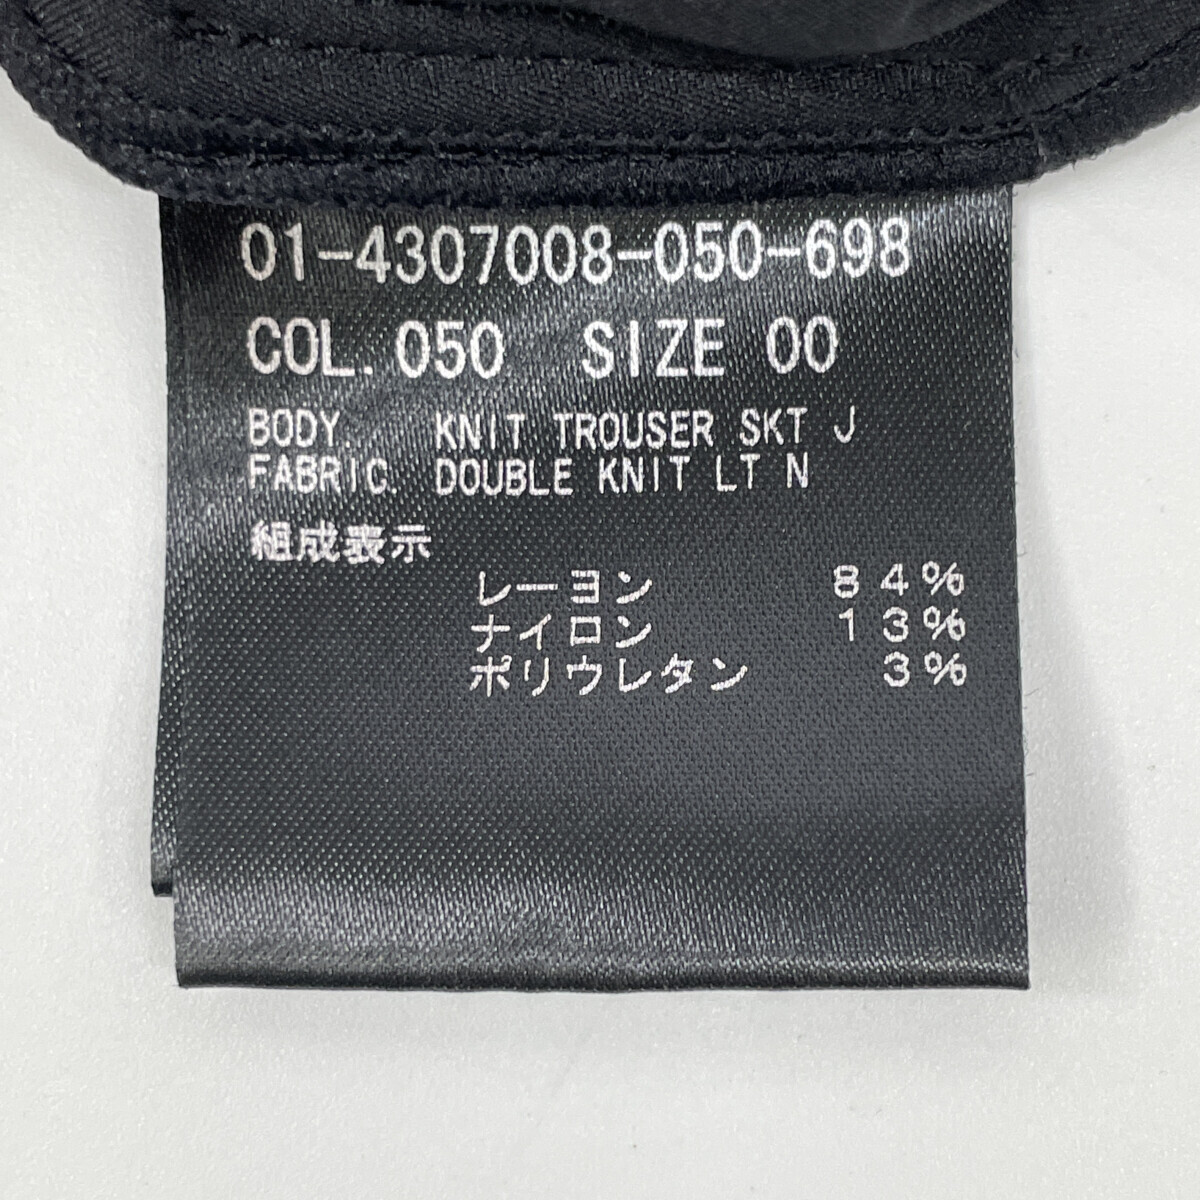 01-4307008-050-698
COL. 050 SIZE 00
BODY. KNIT TROUSER SKT J
FABRIC. DOUBLE KNIT LT N
組成表示
レーヨン 84%
ナイロン 13%
ポリウレタン 3%